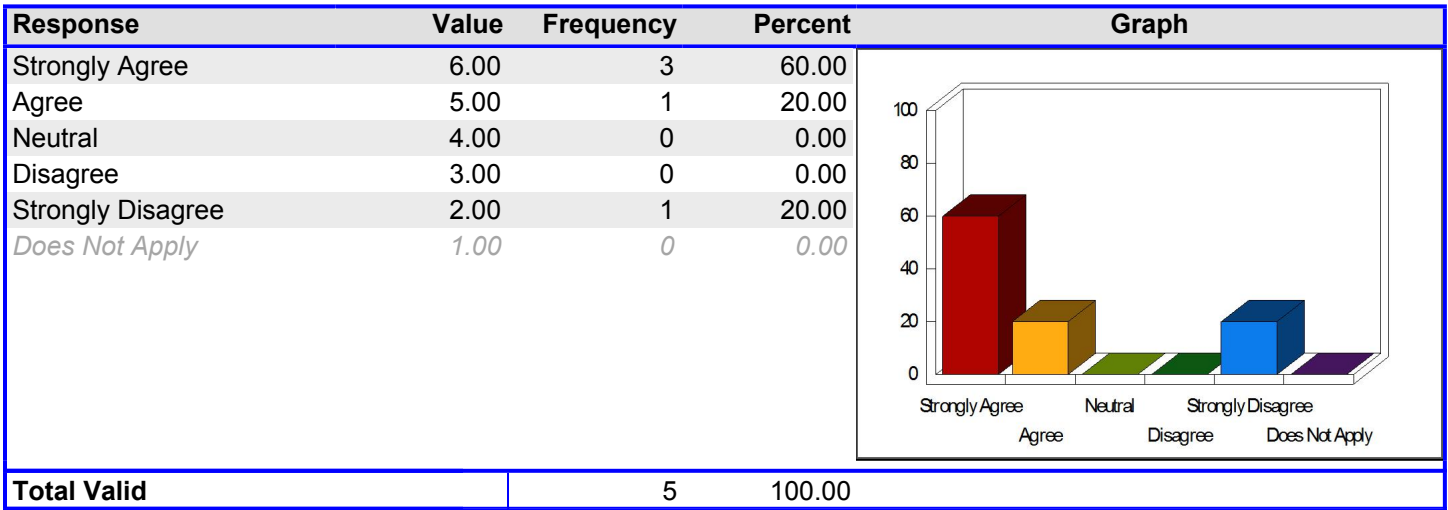 Response Value Frequency Percent Graph
Strongly Agree 6.00 3 60.00
Agree 5.00 1 20.00
Neutral 4.00 0 0.00
Disagree 3.00 0 0.00
Strongly Disagree 2.00 1 20.00
Does Not Apply 1.00 0 0.00
100
80
60
40
20
0
Strongly Agree Neutral Strongly Disagree
Agree Disagree Does Not Apply
Total Valid 5 100.00